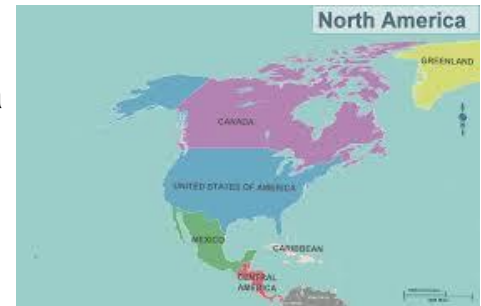 North America
GREENLAND
CANADA
UNITED STATES OF AMERICA
MEXICO
CARIBBEAN
CENTRAL
AMERICA